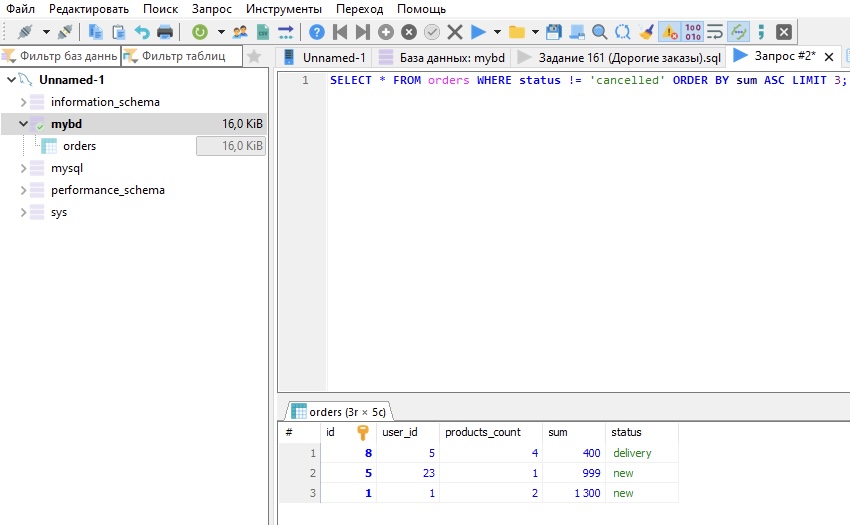 Файл Редактировать Поиск Запрос Инструменты Переход Помощь
Фильтр баз даннь Фильтр таблиц
Unnamed-1 База данных: mybd Задание 161 (Дорогие заказы).sql Запрос #2*
Unnamed-1
information_schema
mybd 16,0 KiB
orders 16,0 KiB
mysql
performance_schema
sys
1 SELECT * FROM orders WHERE status != 'cancelled' ORDER BY sum ASC LIMIT 3;
orders (3r × 5c)
# id user_id products_count sum status
1 8 5 4 400 delivery
2 5 23 1 999 new
3 1 1 2 1 300 new